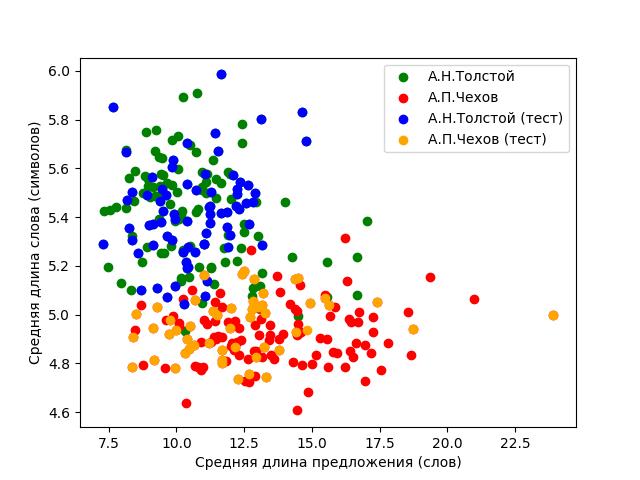 А.Н.Толстой
А.П.Чехов
А.Н.Толстой (тест)
А.П.Чехов (тест)
Средняя длина слова (символов)
6.0
5.8
5.6
5.4
5.2
5.0
4.8
4.6
7.5 10.0 12.5 15.0 17.5 20.0 22.5
Средняя длина предложения (слов)